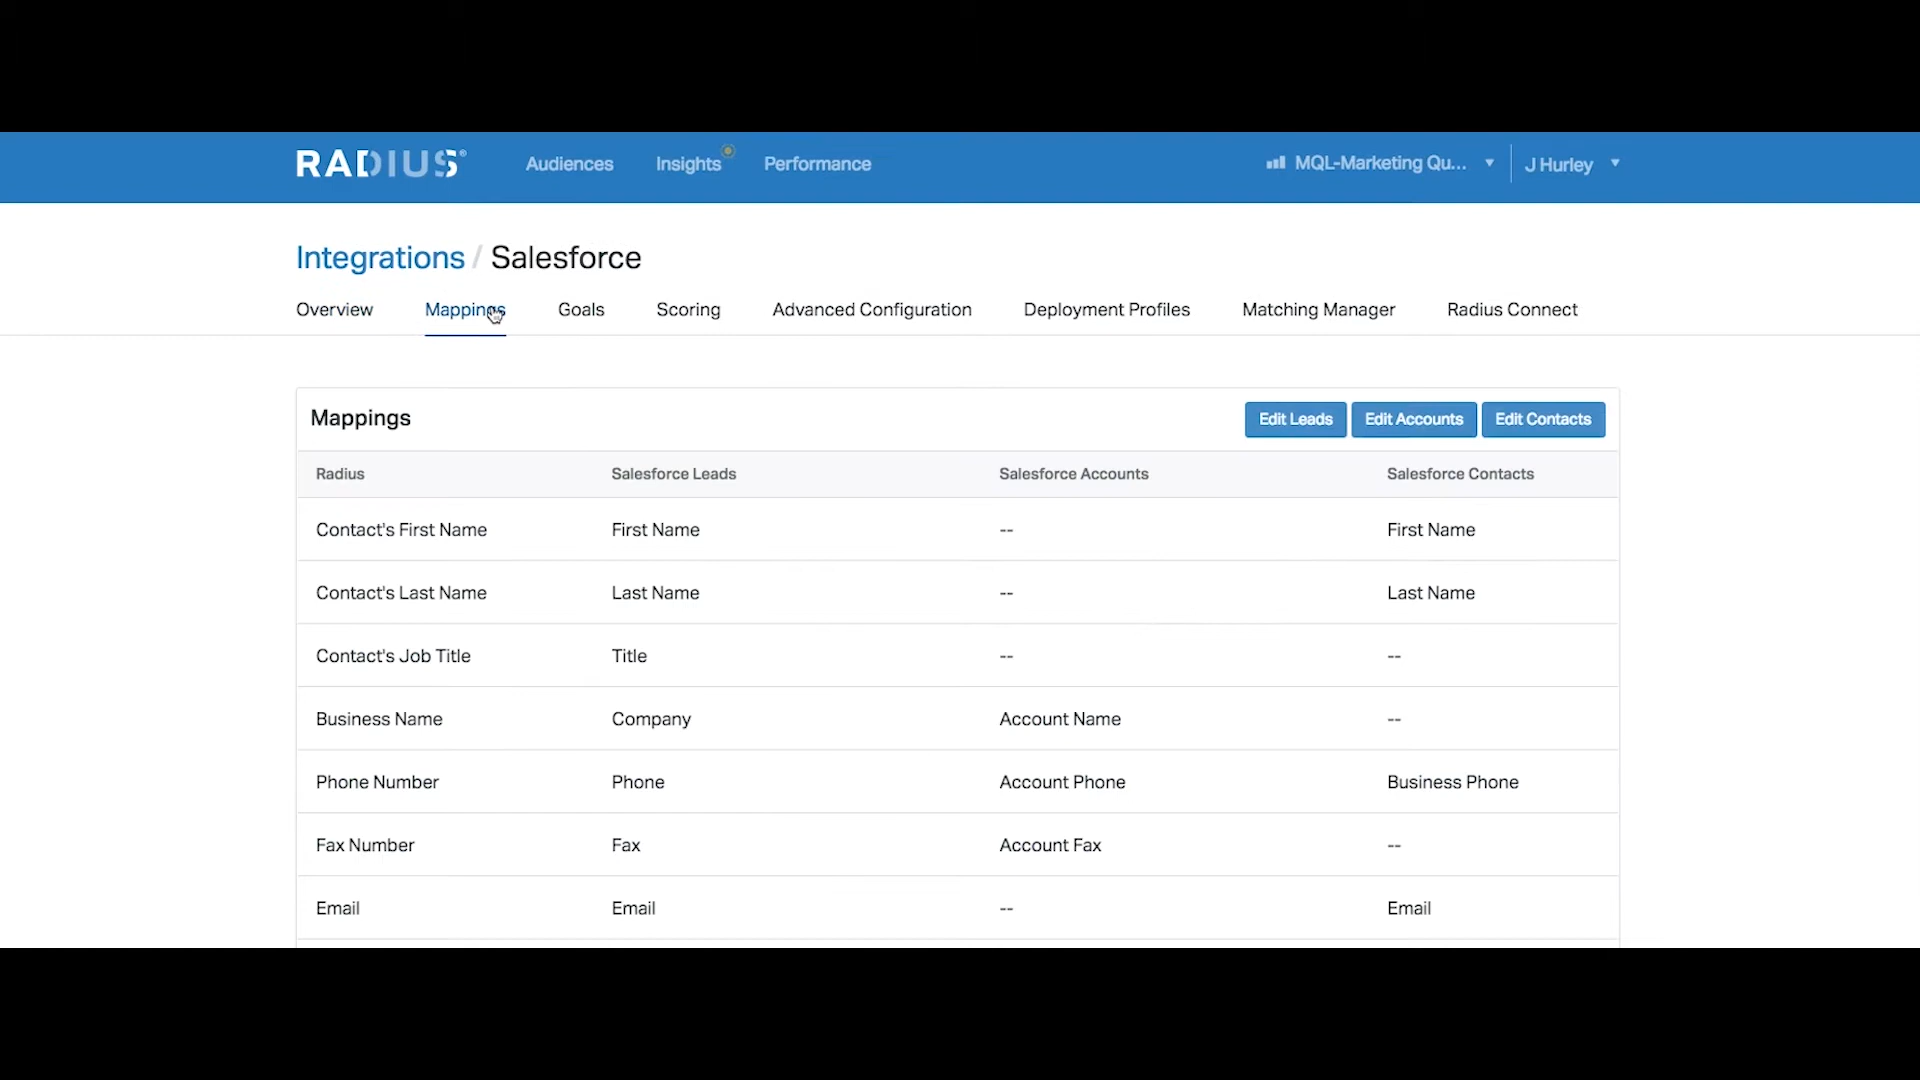 RADIUS® Audiences Insights Performance MQL-Marketing Qu... J Hurley
Integrations / Salesforce
Overview Mappings Goals Scoring Advanced Configuration Deployment Profiles Matching Manager Radius Connect
Mappings Edit Leads Edit Accounts Edit Contacts
Radius Salesforce Leads Salesforce Accounts Salesforce Contacts
Contact's First Name First Name -- First Name
Contact's Last Name Last Name -- Last Name
Contact's Job Title Title -- --
Business Name Company Account Name --
Phone Number Phone Account Phone Business Phone
Fax Number Fax Account Fax --
Email Email -- Email